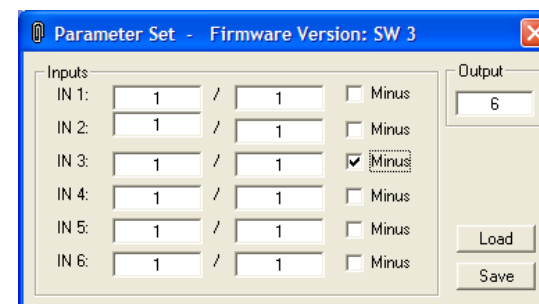 Parameter Set - Firmware Version: SW 3
Inputs
Output
IN 1: 1 / 1 Minus
6
IN 2: 1 / 1 Minus
IN 3: 1 / 1 Minus
IN 4: 1 / 1 Minus
IN 5: 1 / 1 Minus
Load
IN 6: 1 / 1 Minus
Save